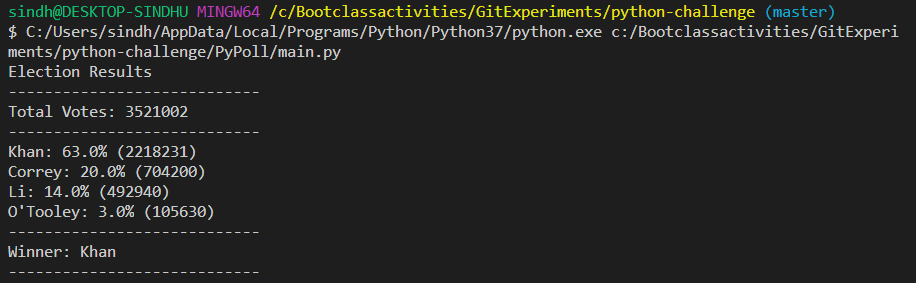 sindh@DESKTOP-SINDHU MINGW64 /c/Bootclassactivities/GitExperiments/python-challenge (master)
$ C:/Users/sindh/AppData/Local/Programs/Python/Python37/python.exe c:/Bootclassactivities/GitExperi
ments/python-challenge/PyPoll/main.py
Election Results
----------------------------
Total Votes: 3521002
----------------------------
Khan: 63.0% (2218231)
Correy: 20.0% (704200)
Li: 14.0% (492940)
O'Tooley: 3.0% (105630)
----------------------------
Winner: Khan
----------------------------